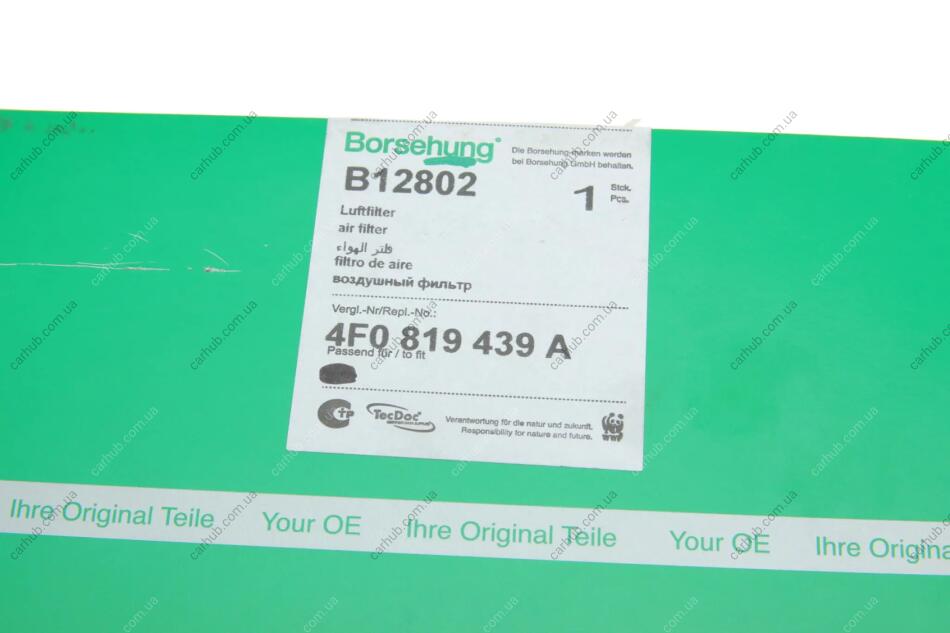 Borsehung®
Die Borsehung-marken werden
bei Borsehung GmbH behalten.
B12802
1 Stck.
Pcs.
Luftfilter
air filter
فلتر الهواء
filtro de aire
воздушный фильтр
Vergl.-Nr/Repl.-No.:
4F0 819 439 A
Passend für / to fit
TecDoc
Verantwortung für die natur und zukunft.
Responsibility for nature and future.
WWF
Ihre Original Teile Your OE Ihre Original Teile Your OE Ihre Origina
carhub.com.ua